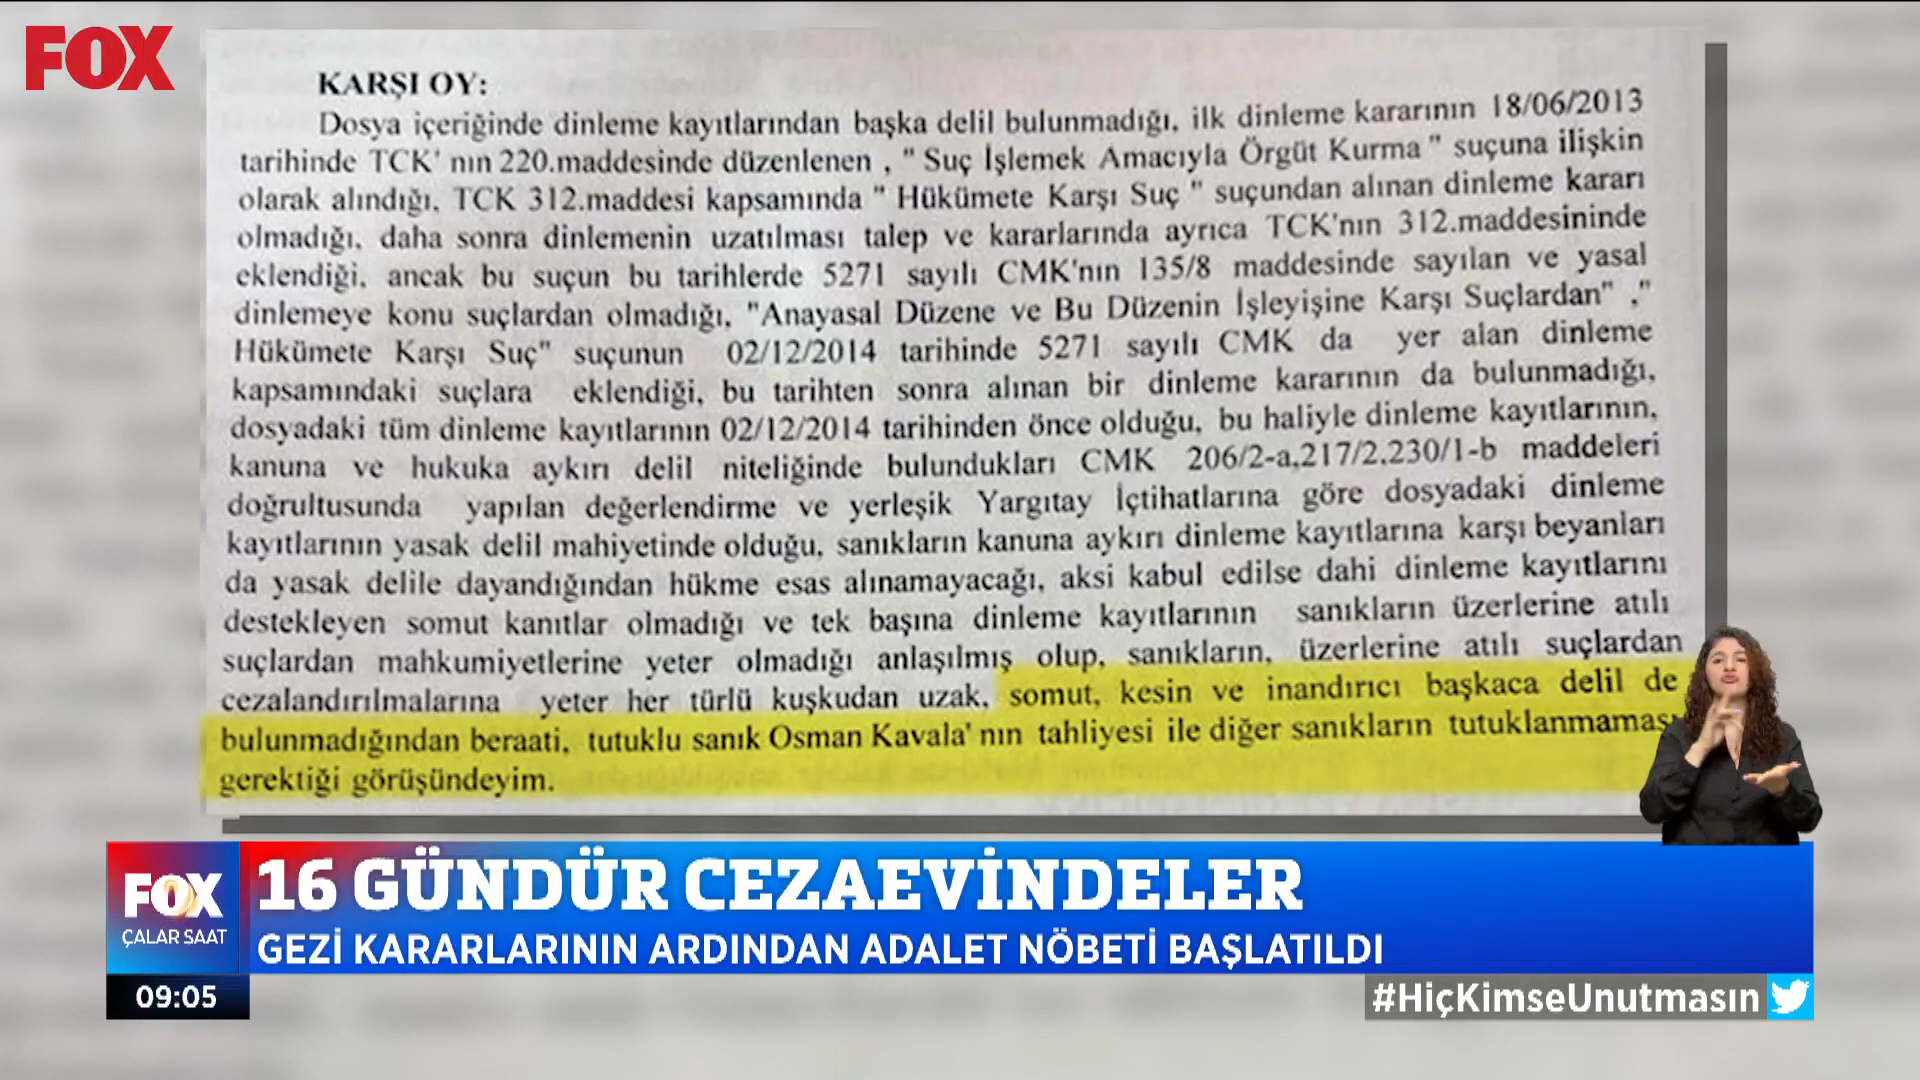 FOX
KARŞI OY:
Dosya içeriğinde dinleme kayıtlarından başka delil bulunmadığı, ilk dinleme kararının 18/06/2013
tarihinde TCK' nın 220.maddesinde düzenlenen , " Suç İşlemek Amacıyla Örgüt Kurma " suçuna ilişkin
olarak alındığı, TCK 312.maddesi kapsamında " Hükümete Karşı Suç " suçundan alınan dinleme kararı
olmadığı, daha sonra dinlemenin uzatılması talep ve kararlarında ayrıca TCK'nın 312.maddesininde
eklendiği, ancak bu suçun bu tarihlerde 5271 sayılı CMK'nın 135/8 maddesinde sayılan ve yasal
dinlemeye konu suçlardan olmadığı, "Anayasal Düzene ve Bu Düzenin İşleyişine Karşı Suçlardan" ,"
Hükümete Karşı Suç" suçunun 02/12/2014 tarihinde 5271 sayılı CMK da yer alan dinleme
kapsamındaki suçlara eklendiği, bu tarihten sonra alınan bir dinleme kararının da bulunmadığı,
dosyadaki tüm dinleme kayıtlarının 02/12/2014 tarihinden önce olduğu, bu haliyle dinleme kayıtlarının,
kanuna ve hukuka aykırı delil niteliğinde bulundukları CMK 206/2-a,217/2,230/1-b maddeleri
doğrultusunda yapılan değerlendirme ve yerleşik Yargıtay İçtihatlarına göre dosyadaki dinleme
kayıtlarının yasak delil mahiyetinde olduğu, sanıkların kanuna aykırı dinleme kayıtlarına karşı beyanları
da yasak delile dayandığından hükme esas alınamayacağı, aksi kabul edilse dahi dinleme kayıtlarını
destekleyen somut kanıtlar olmadığı ve tek başına dinleme kayıtlarının sanıkların üzerlerine atılı
suçlardan mahkumiyetlerine yeter olmadığı anlaşılmış olup, sanıkların, üzerlerine atılı suçlardan
cezalandırılmalarına yeter her türlü kuşkudan uzak, somut, kesin ve inandırıcı başkaca delil de
bulunmadığından beraati, tutuklu sanık Osman Kavala' nın tahliyesi ile diğer sanıkların tutuklanmaması
gerektiği görüşündeyim.
FOX
ÇALAR SAAT
16 GÜNDÜR CEZAEVİNDELER
GEZİ KARARLARININ ARDINDAN ADALET NÖBETİ BAŞLATILDI
09:05
#HiçKimseUnutmasın